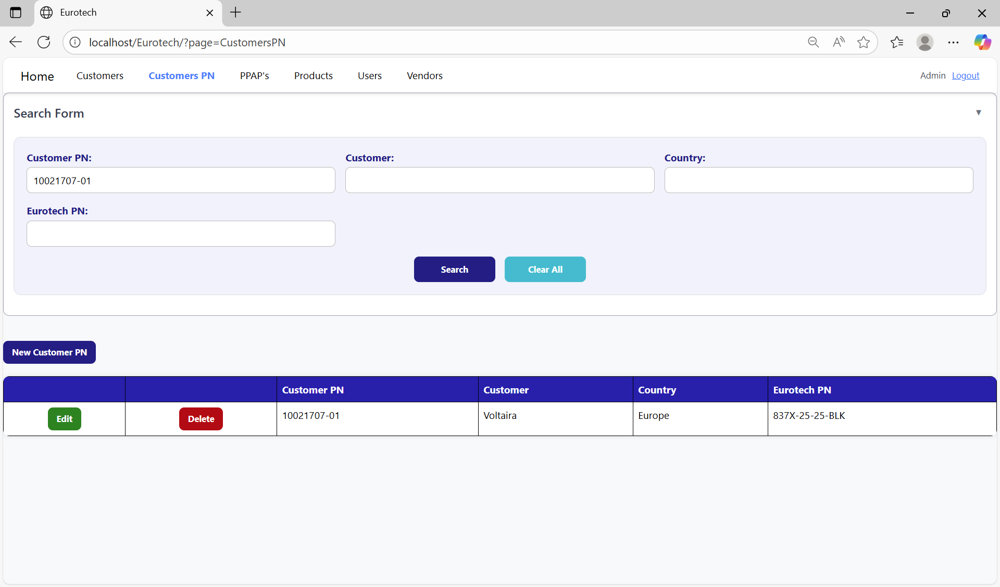 Eurotech
localhost/Eurotech/?page=CustomersPN
Home Customers Customers PN PPAP's Products Users Vendors Admin Logout
Search Form
Customer PN: Customer: Country:
10021707-01
Eurotech PN:
Search Clear All
New Customer PN
Customer PN Customer Country Eurotech PN
Edit Delete 10021707-01 Voltaira Europe 837X-25-25-BLK